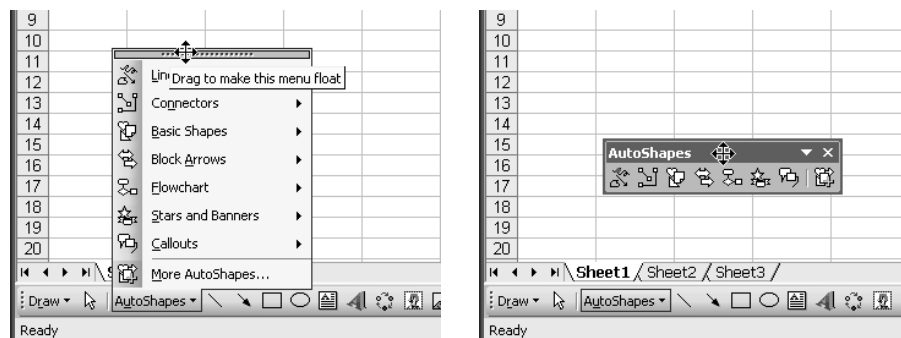 9
10
11
12
13
14
15
16
17
18
19
20
Drag to make this menu float
Connectors
Basic Shapes
Block Arrows
Flowchart
Stars and Banners
Callouts
More AutoShapes...
Draw
AutoShapes
Ready
9
10
11
12
13
14
15
16
17
18
19
20
AutoShapes
Sheet1 / Sheet2 / Sheet3 /
Draw
AutoShapes
Ready